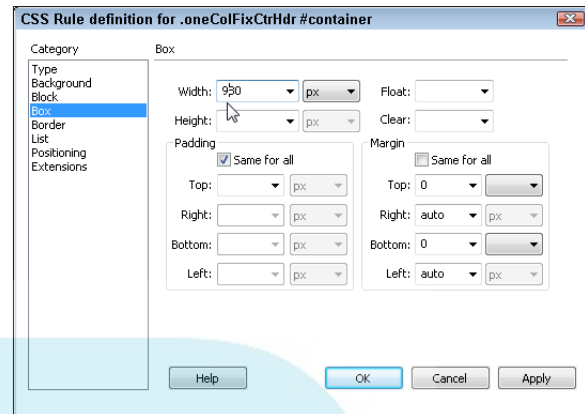 CSS Rule definition for .oneColFixCtrHdr #container
Category
Box
Type
Background
Block
Box
Border
List
Positioning
Extensions
Width: 930 px Float:
Height: px Clear:
Padding Margin
Same for all Same for all
Top: px Top: 0
Right: px Right: auto px
Bottom: px Bottom: 0
Left: px Left: auto px
Help OK Cancel Apply